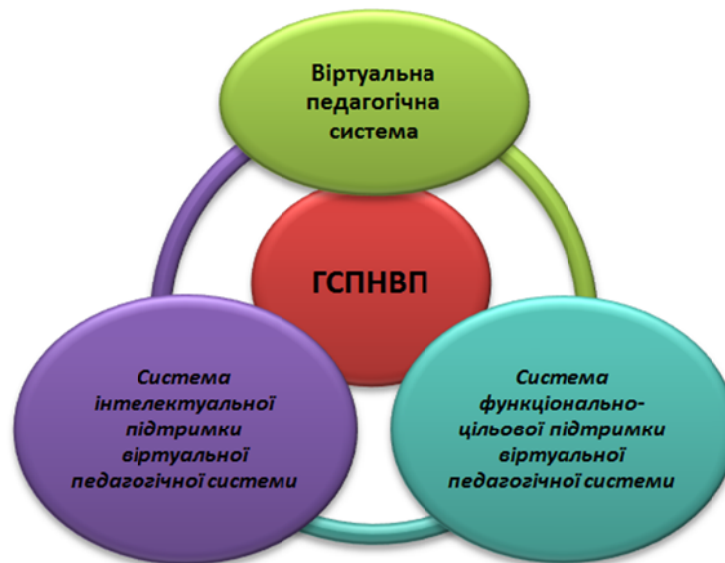 Віртуальна
педагогічна
система
ГСПНВП
Система
інтелектуальної
підтримки
віртуальної
педагогічної системи
Система
функціонально-
цільової підтримки
віртуальної
педагогічної системи